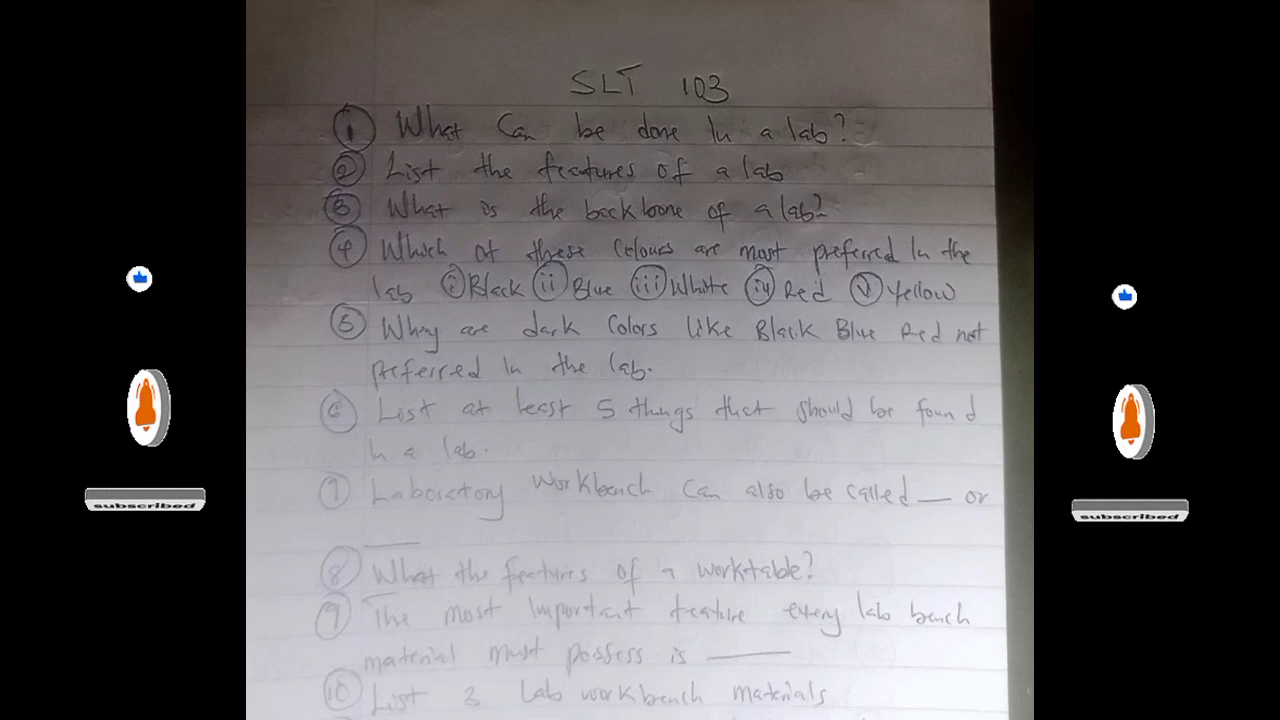 SLT 103
① What Can be done In a lab?
② List the features of a lab
③ What is the backbone of a lab?
④ Which of these Colours are most preferred In the
lab ⓘ Black ⓘⓘ Blue ⓘⓘⓘ White ⓘⓥ Red ⓥ yellow
⑤ Why are dark Colors like Black Blue Red not
preferred In the lab.
⑥ List at least 5 things that should be found
In a lab.
⑦ Laboratory Workbench Can also be called __ or
__
⑧ What the features of a worktable?
⑨ The most Important feature every lab bench
material must possess is __
⑩ List 3 Lab workbench materials
subscribed
subscribed